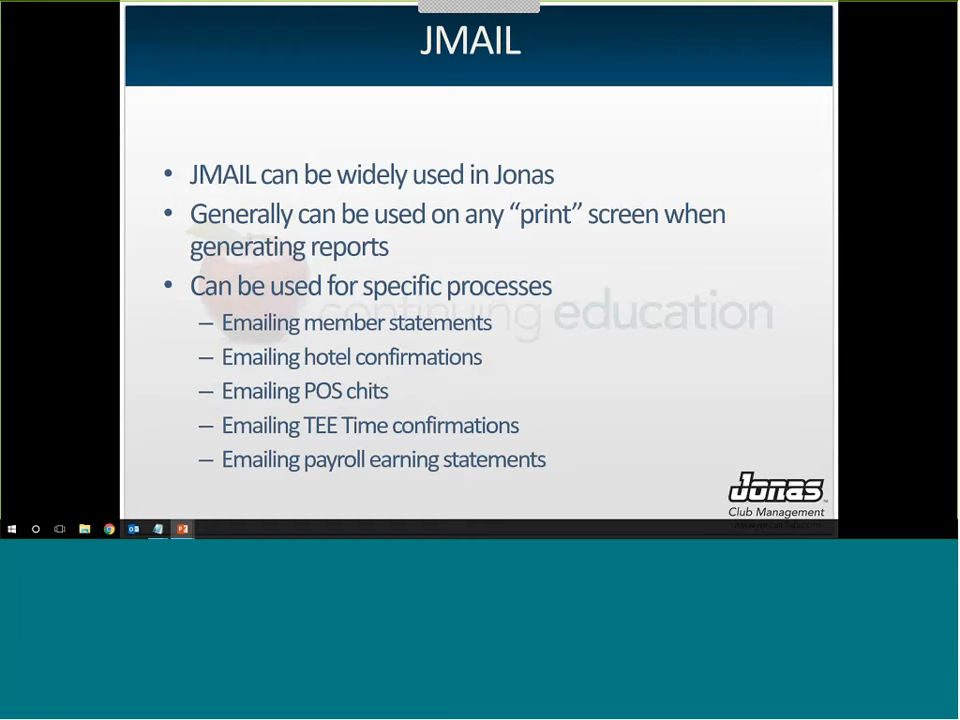 JMAIL
• JMAIL can be widely used in Jonas
• Generally can be used on any “print” screen when
generating reports
• Can be used for specific processes
– Emailing member statements
continuing education
– Emailing hotel confirmations
– Emailing POS chits
– Emailing TEE Time confirmations
– Emailing payroll earning statements
Jonas
Club Management